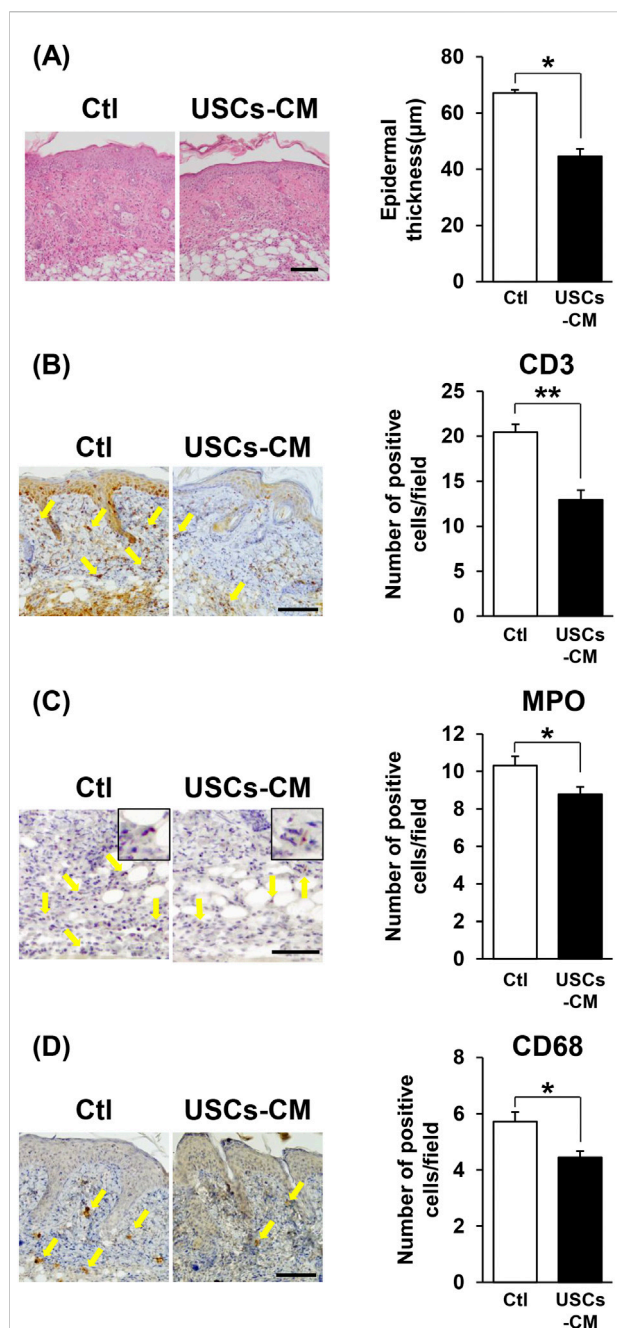 (A)
Ctl USCs-CM
Epidermal
thickness(μm)
80
60
40
20
0
*
Ctl USCs
-CM
(B)
Ctl USCs-CM
CD3
Number of positive
cells/field
25
20
15
10
5
0
**
Ctl USCs
-CM
(C)
Ctl USCs-CM
MPO
Number of positive
cells/field
12
10
8
6
4
2
0
*
Ctl USCs
-CM
(D)
Ctl USCs-CM
CD68
Number of positive
cells/field
8
6
4
2
0
*
Ctl USCs
-CM